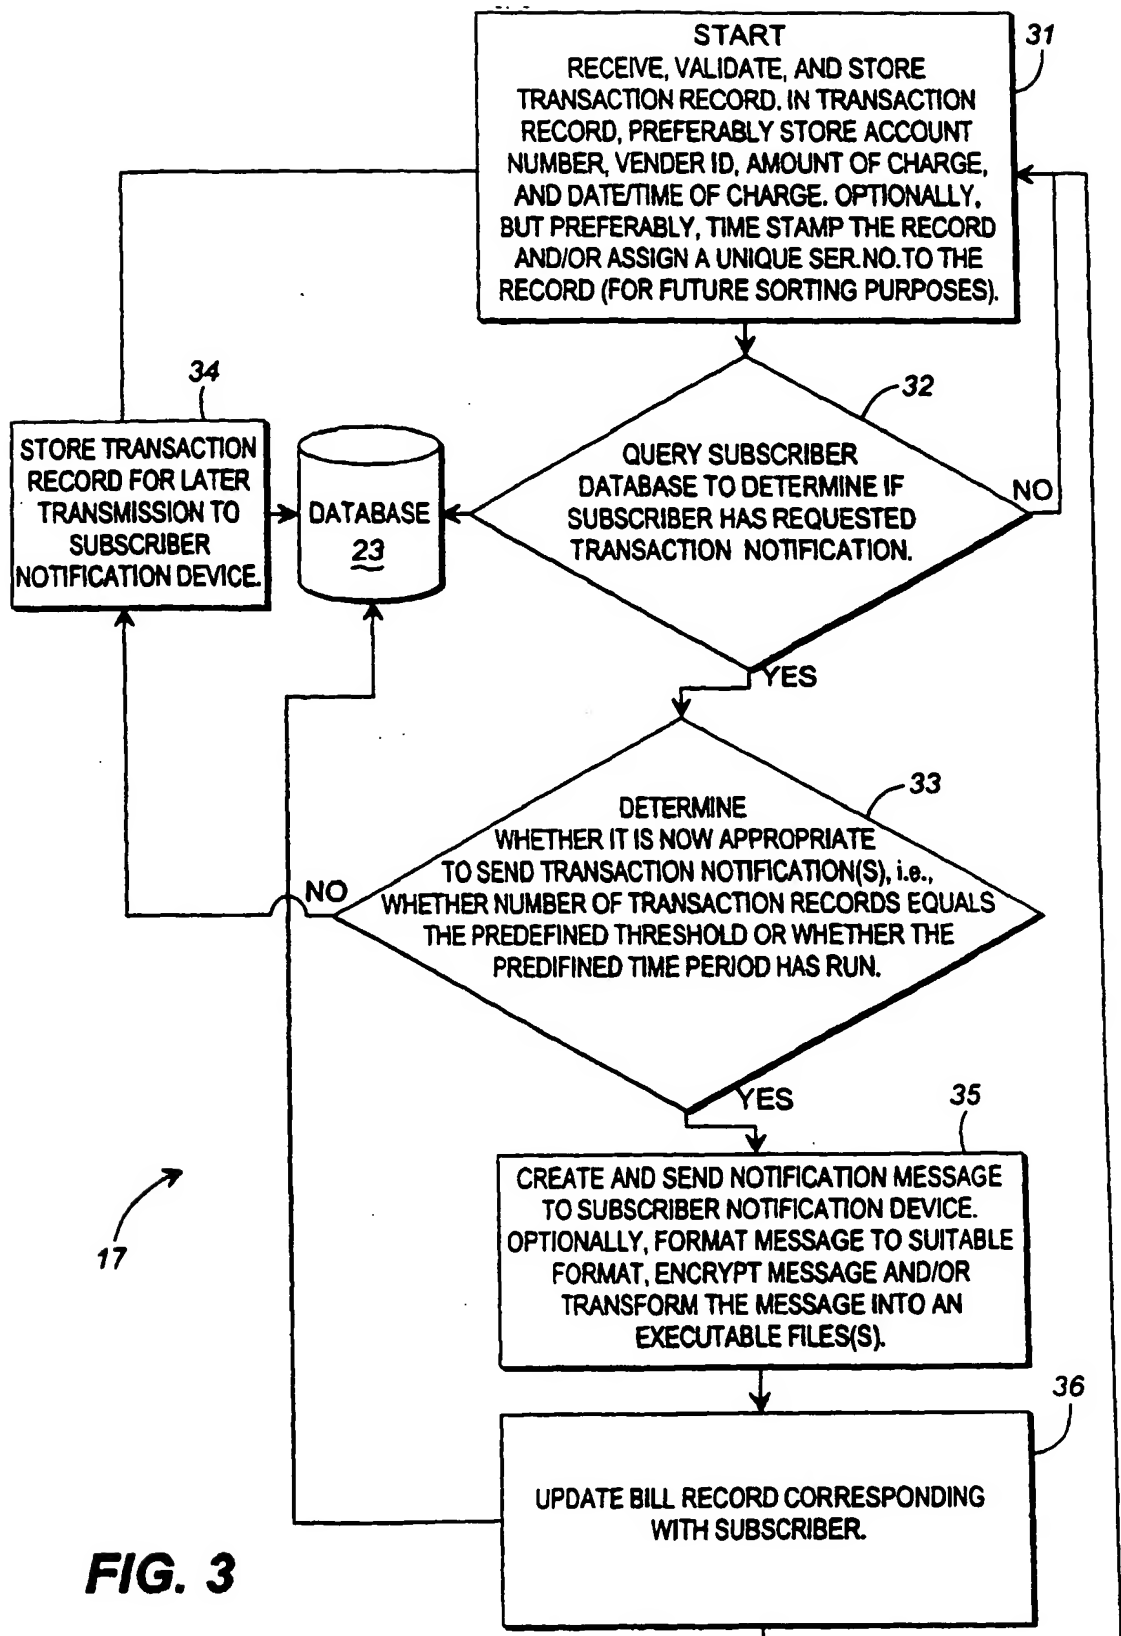 START
31
RECEIVE, VALIDATE, AND STORE
TRANSACTION RECORD. IN TRANSACTION
RECORD, PREFERABLY STORE ACCOUNT
NUMBER, VENDER ID, AMOUNT OF CHARGE,
AND DATE/TIME OF CHARGE. OPTIONALLY,
BUT PREFERABLY, TIME STAMP THE RECORD
AND/OR ASSIGN A UNIQUE SER.NO.TO THE
RECORD (FOR FUTURE SORTING PURPOSES).
34
32
STORE TRANSACTION
RECORD FOR LATER
TRANSMISSION TO
SUBSCRIBER
NOTIFICATION DEVICE.
DATABASE
23
QUERY SUBSCRIBER
DATABASE TO DETERMINE IF
SUBSCRIBER HAS REQUESTED
TRANSACTION NOTIFICATION.
NO
YES
33
DETERMINE
WHETHER IT IS NOW APPROPRIATE
TO SEND TRANSACTION NOTIFICATION(S), i.e.,
WHETHER NUMBER OF TRANSACTION RECORDS EQUALS
THE PREDEFINED THRESHOLD OR WHETHER THE
PREDIFINED TIME PERIOD HAS RUN.
NO
YES
35
CREATE AND SEND NOTIFICATION MESSAGE
TO SUBSCRIBER NOTIFICATION DEVICE.
OPTIONALLY, FORMAT MESSAGE TO SUITABLE
FORMAT, ENCRYPT MESSAGE AND/OR
TRANSFORM THE MESSAGE INTO AN
EXECUTABLE FILES(S).
17
36
UPDATE BILL RECORD CORRESPONDING
WITH SUBSCRIBER.
FIG. 3